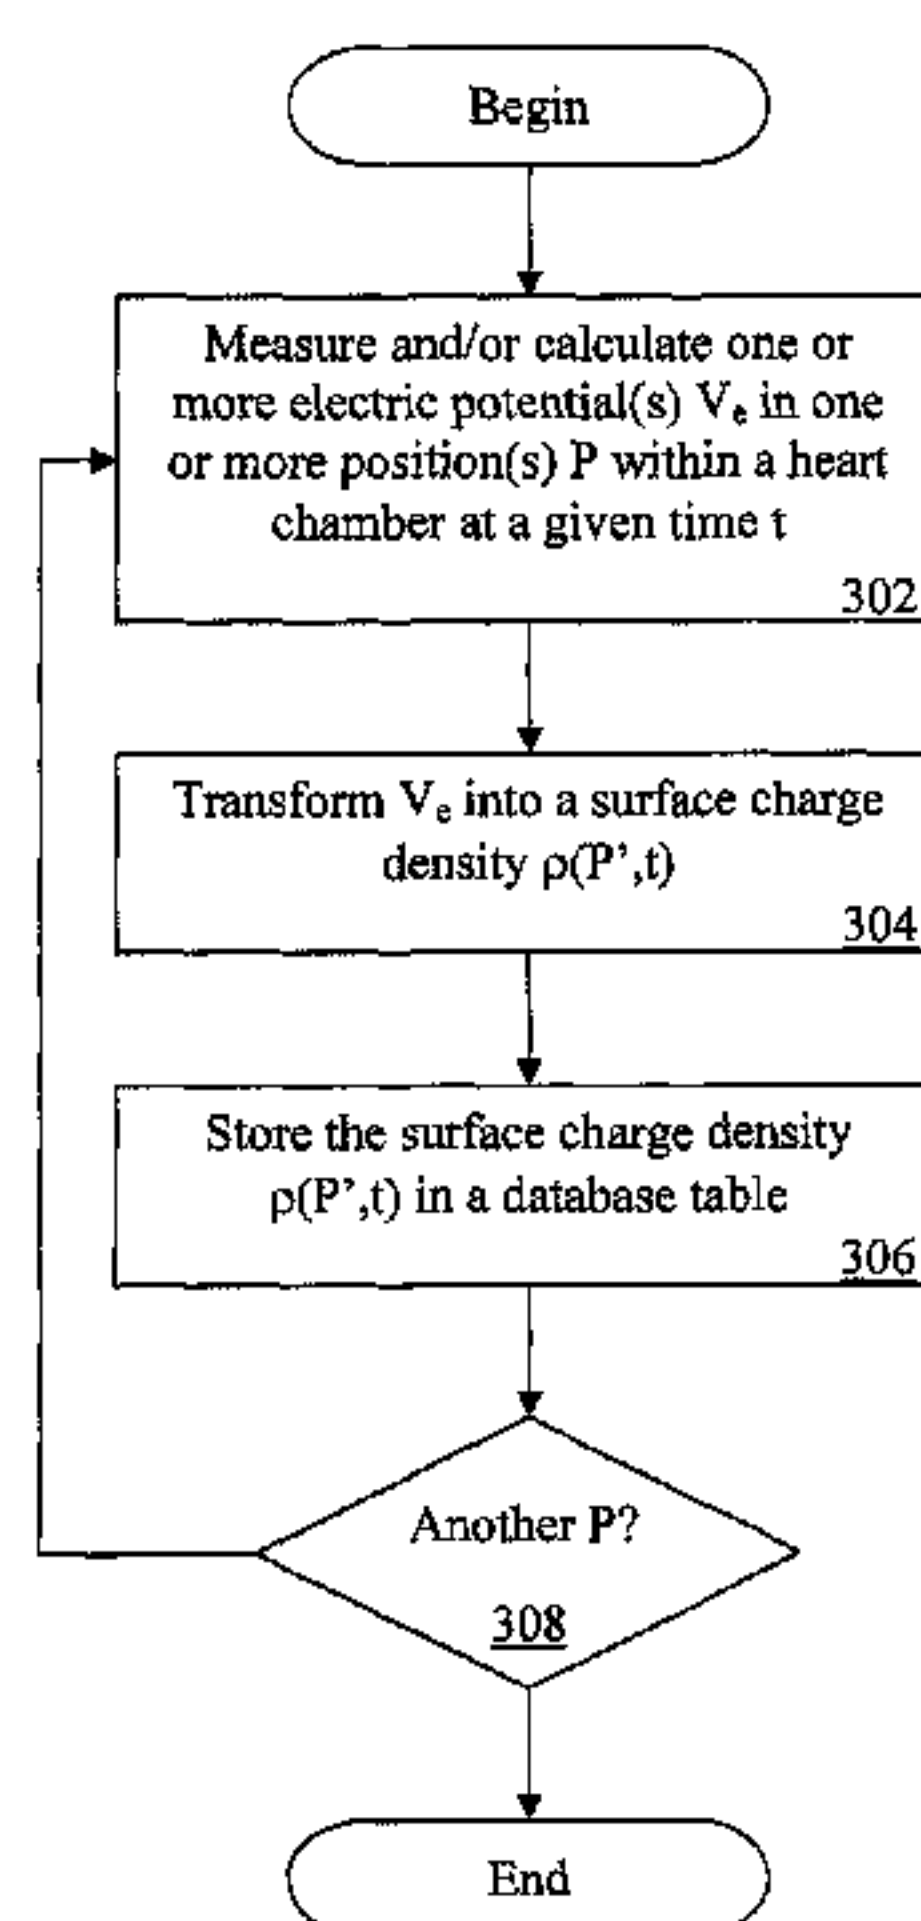 Begin
Measure and/or calculate one or
more electric potential(s) Ve in one
or more position(s) P within a heart
chamber at a given time t
302
Transform Ve into a surface charge
density ρ(P’,t)
304
Store the surface charge density
ρ(P’,t) in a database table
306
Another P?
308
End